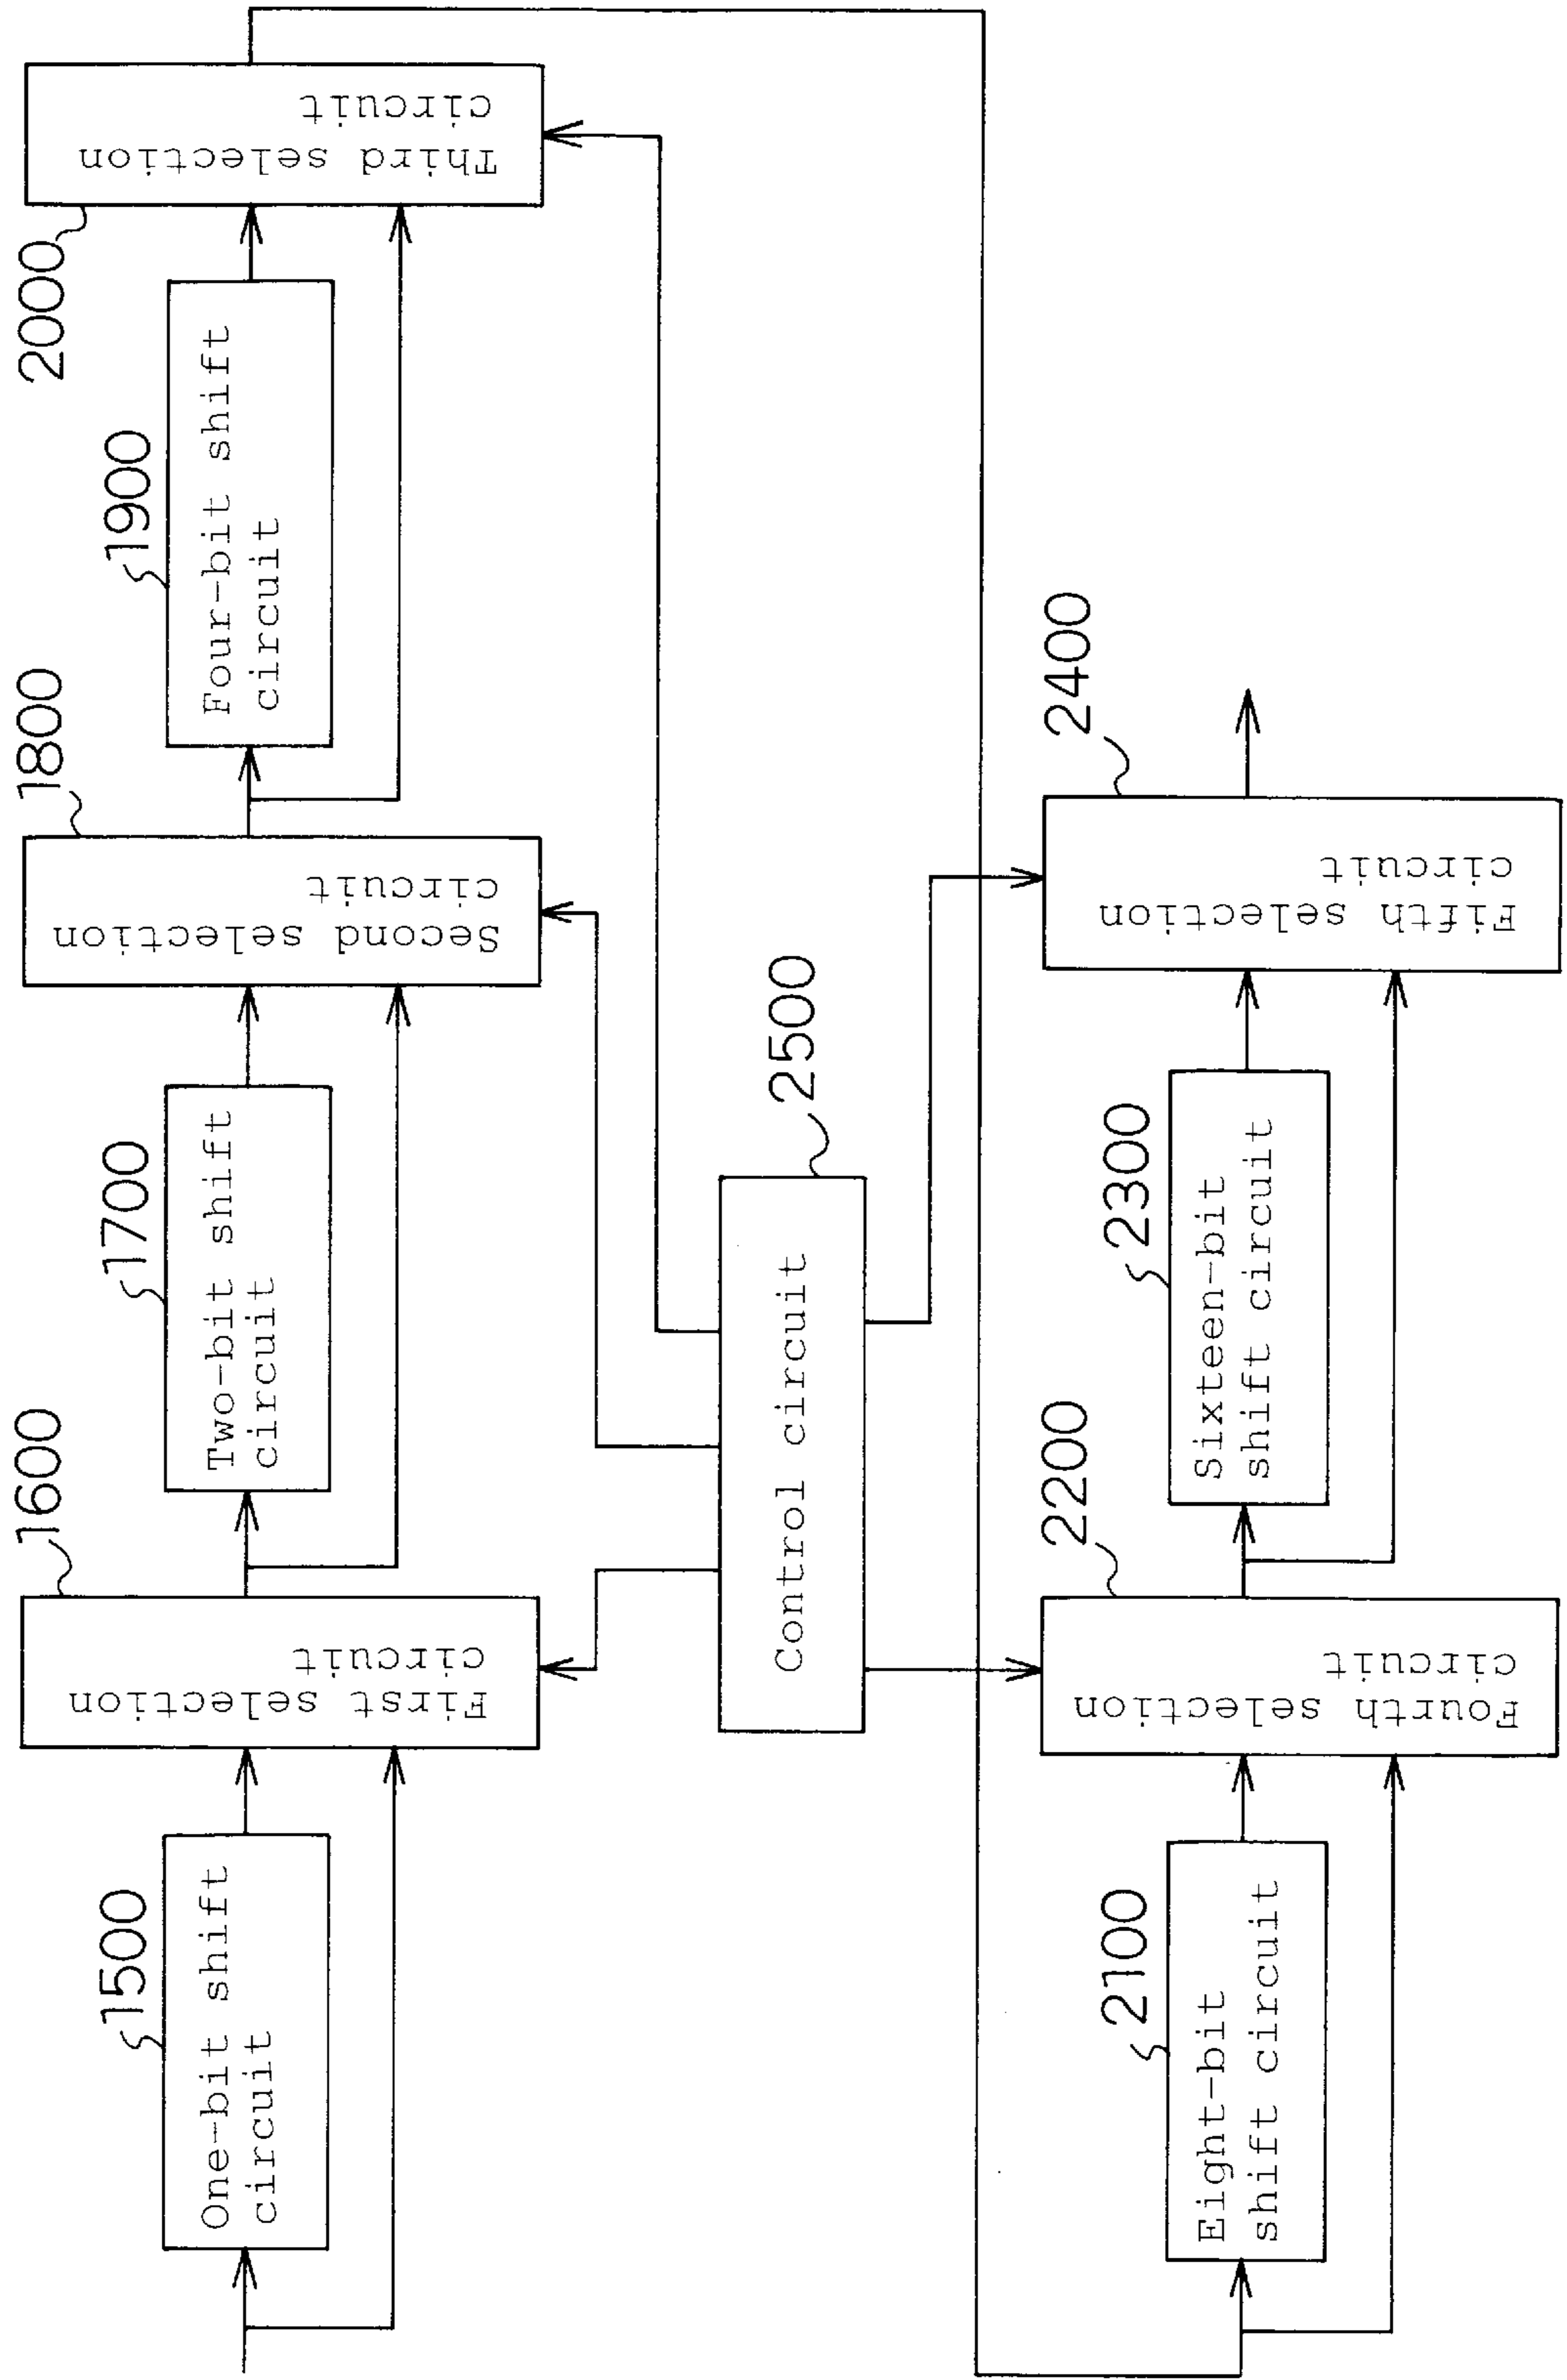 1500
One-bit shift
circuit
1600
First selection
circuit
1700
Two-bit shift
circuit
1800
Second selection
circuit
1900
Four-bit shift
circuit
2000
Third selection
circuit
Control circuit
2500
2100
Eight-bit
shift circuit
2200
Fourth selection
circuit
2300
Sixteen-bit
shift circuit
2400
Fifth selection
circuit